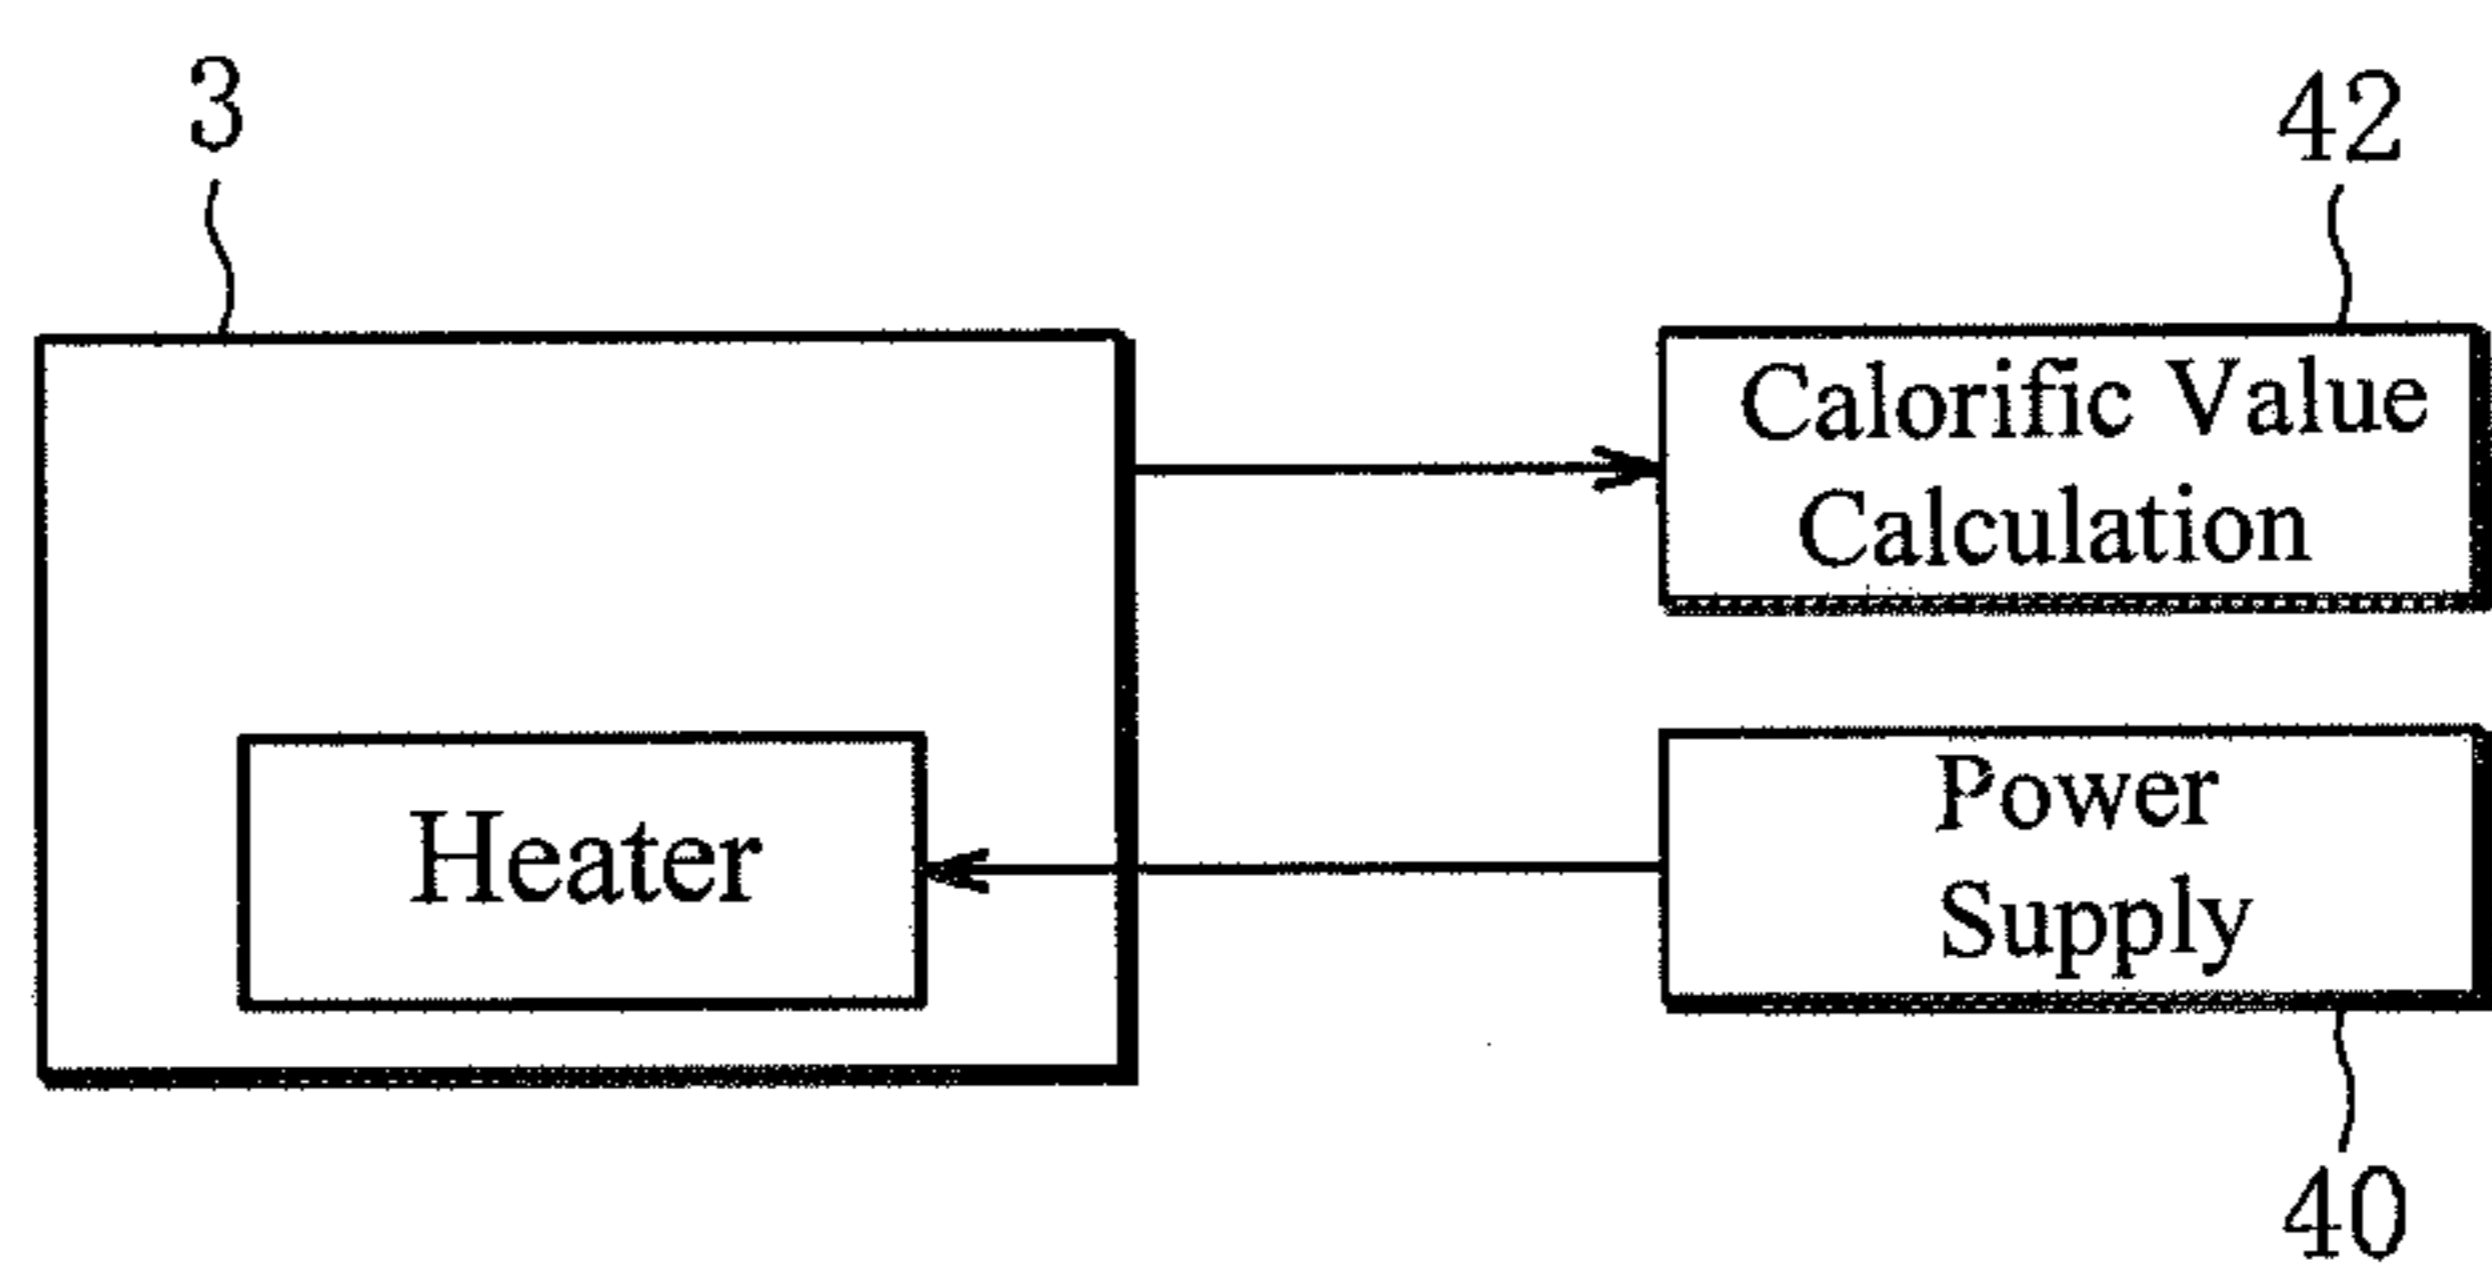 3
42
Calorific Value
Calculation
Heater
Power
Supply
40